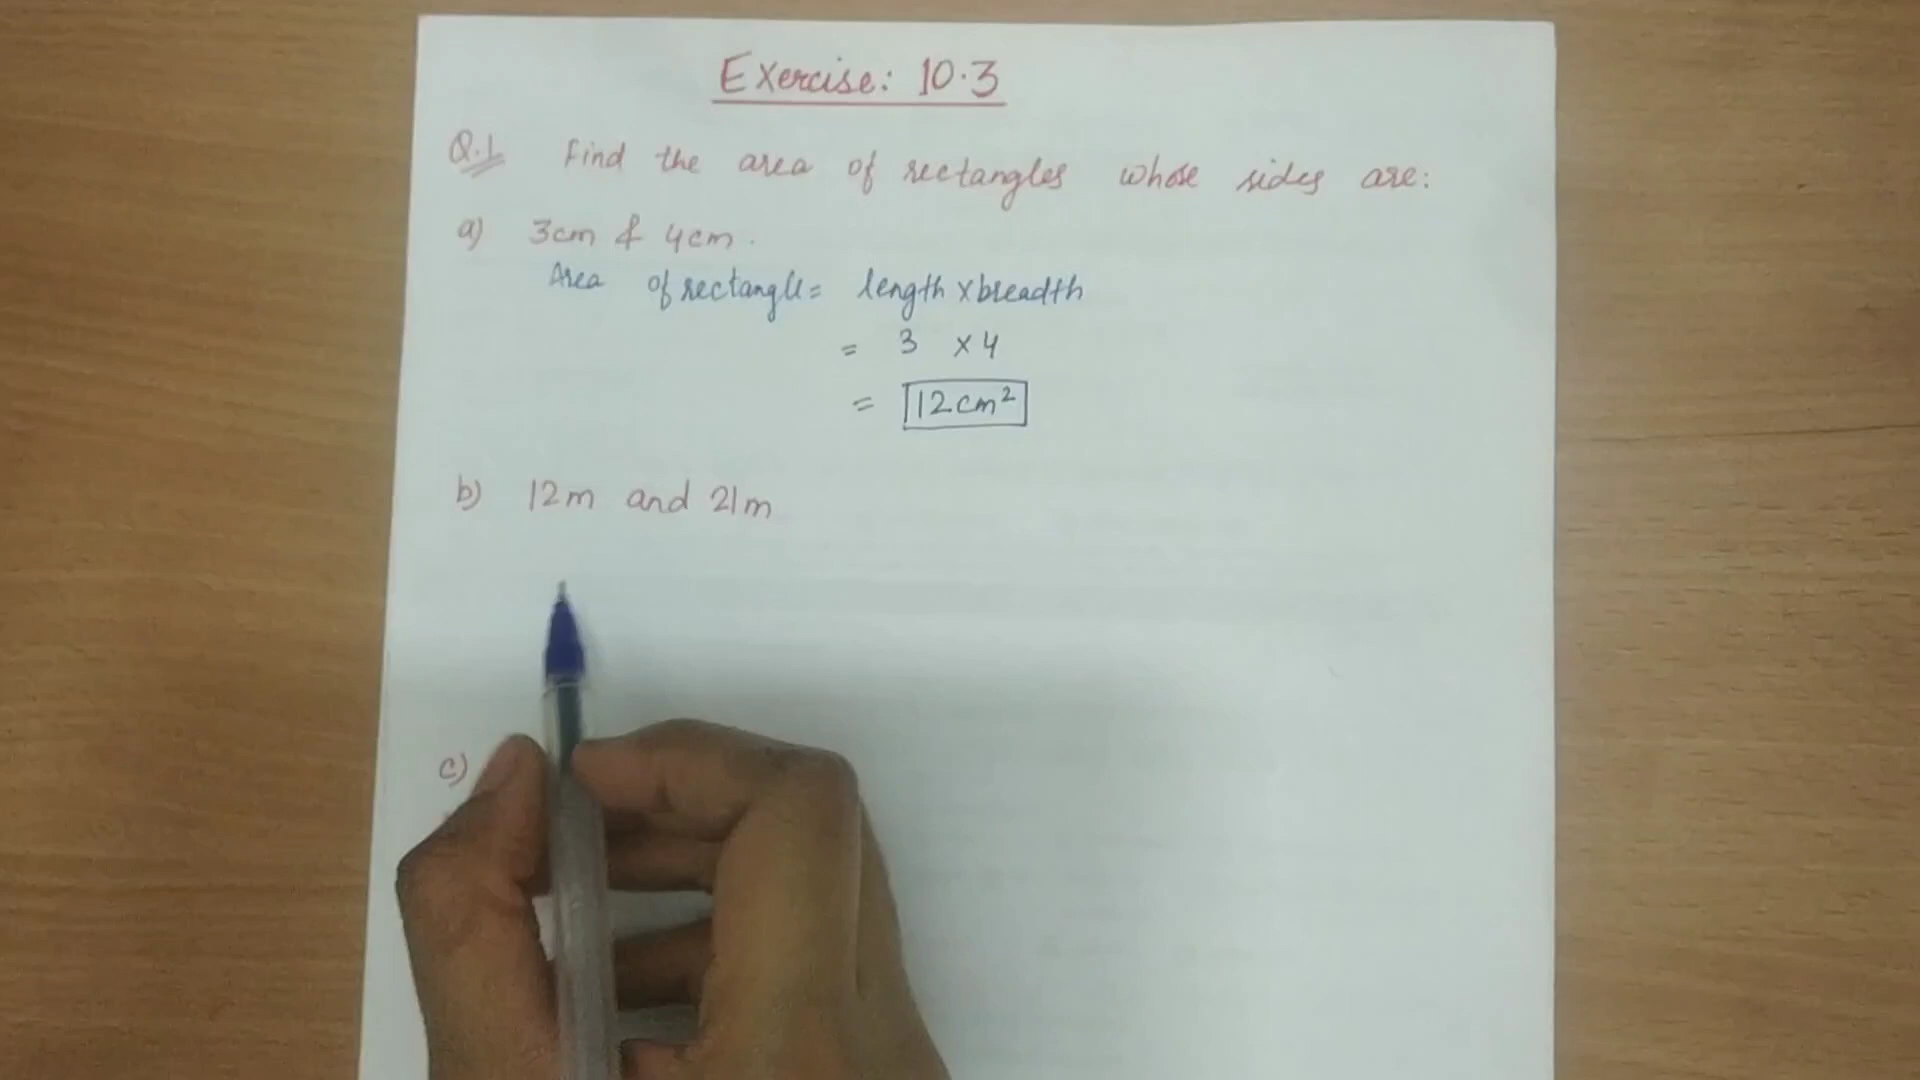 Exercise: 10.3
Q.1 Find the area of rectangles whose sides are:
a) 3cm & 4cm.
Area of rectangle = length × breadth
= 3 × 4
= 12cm²
b) 12m and 21m
c)